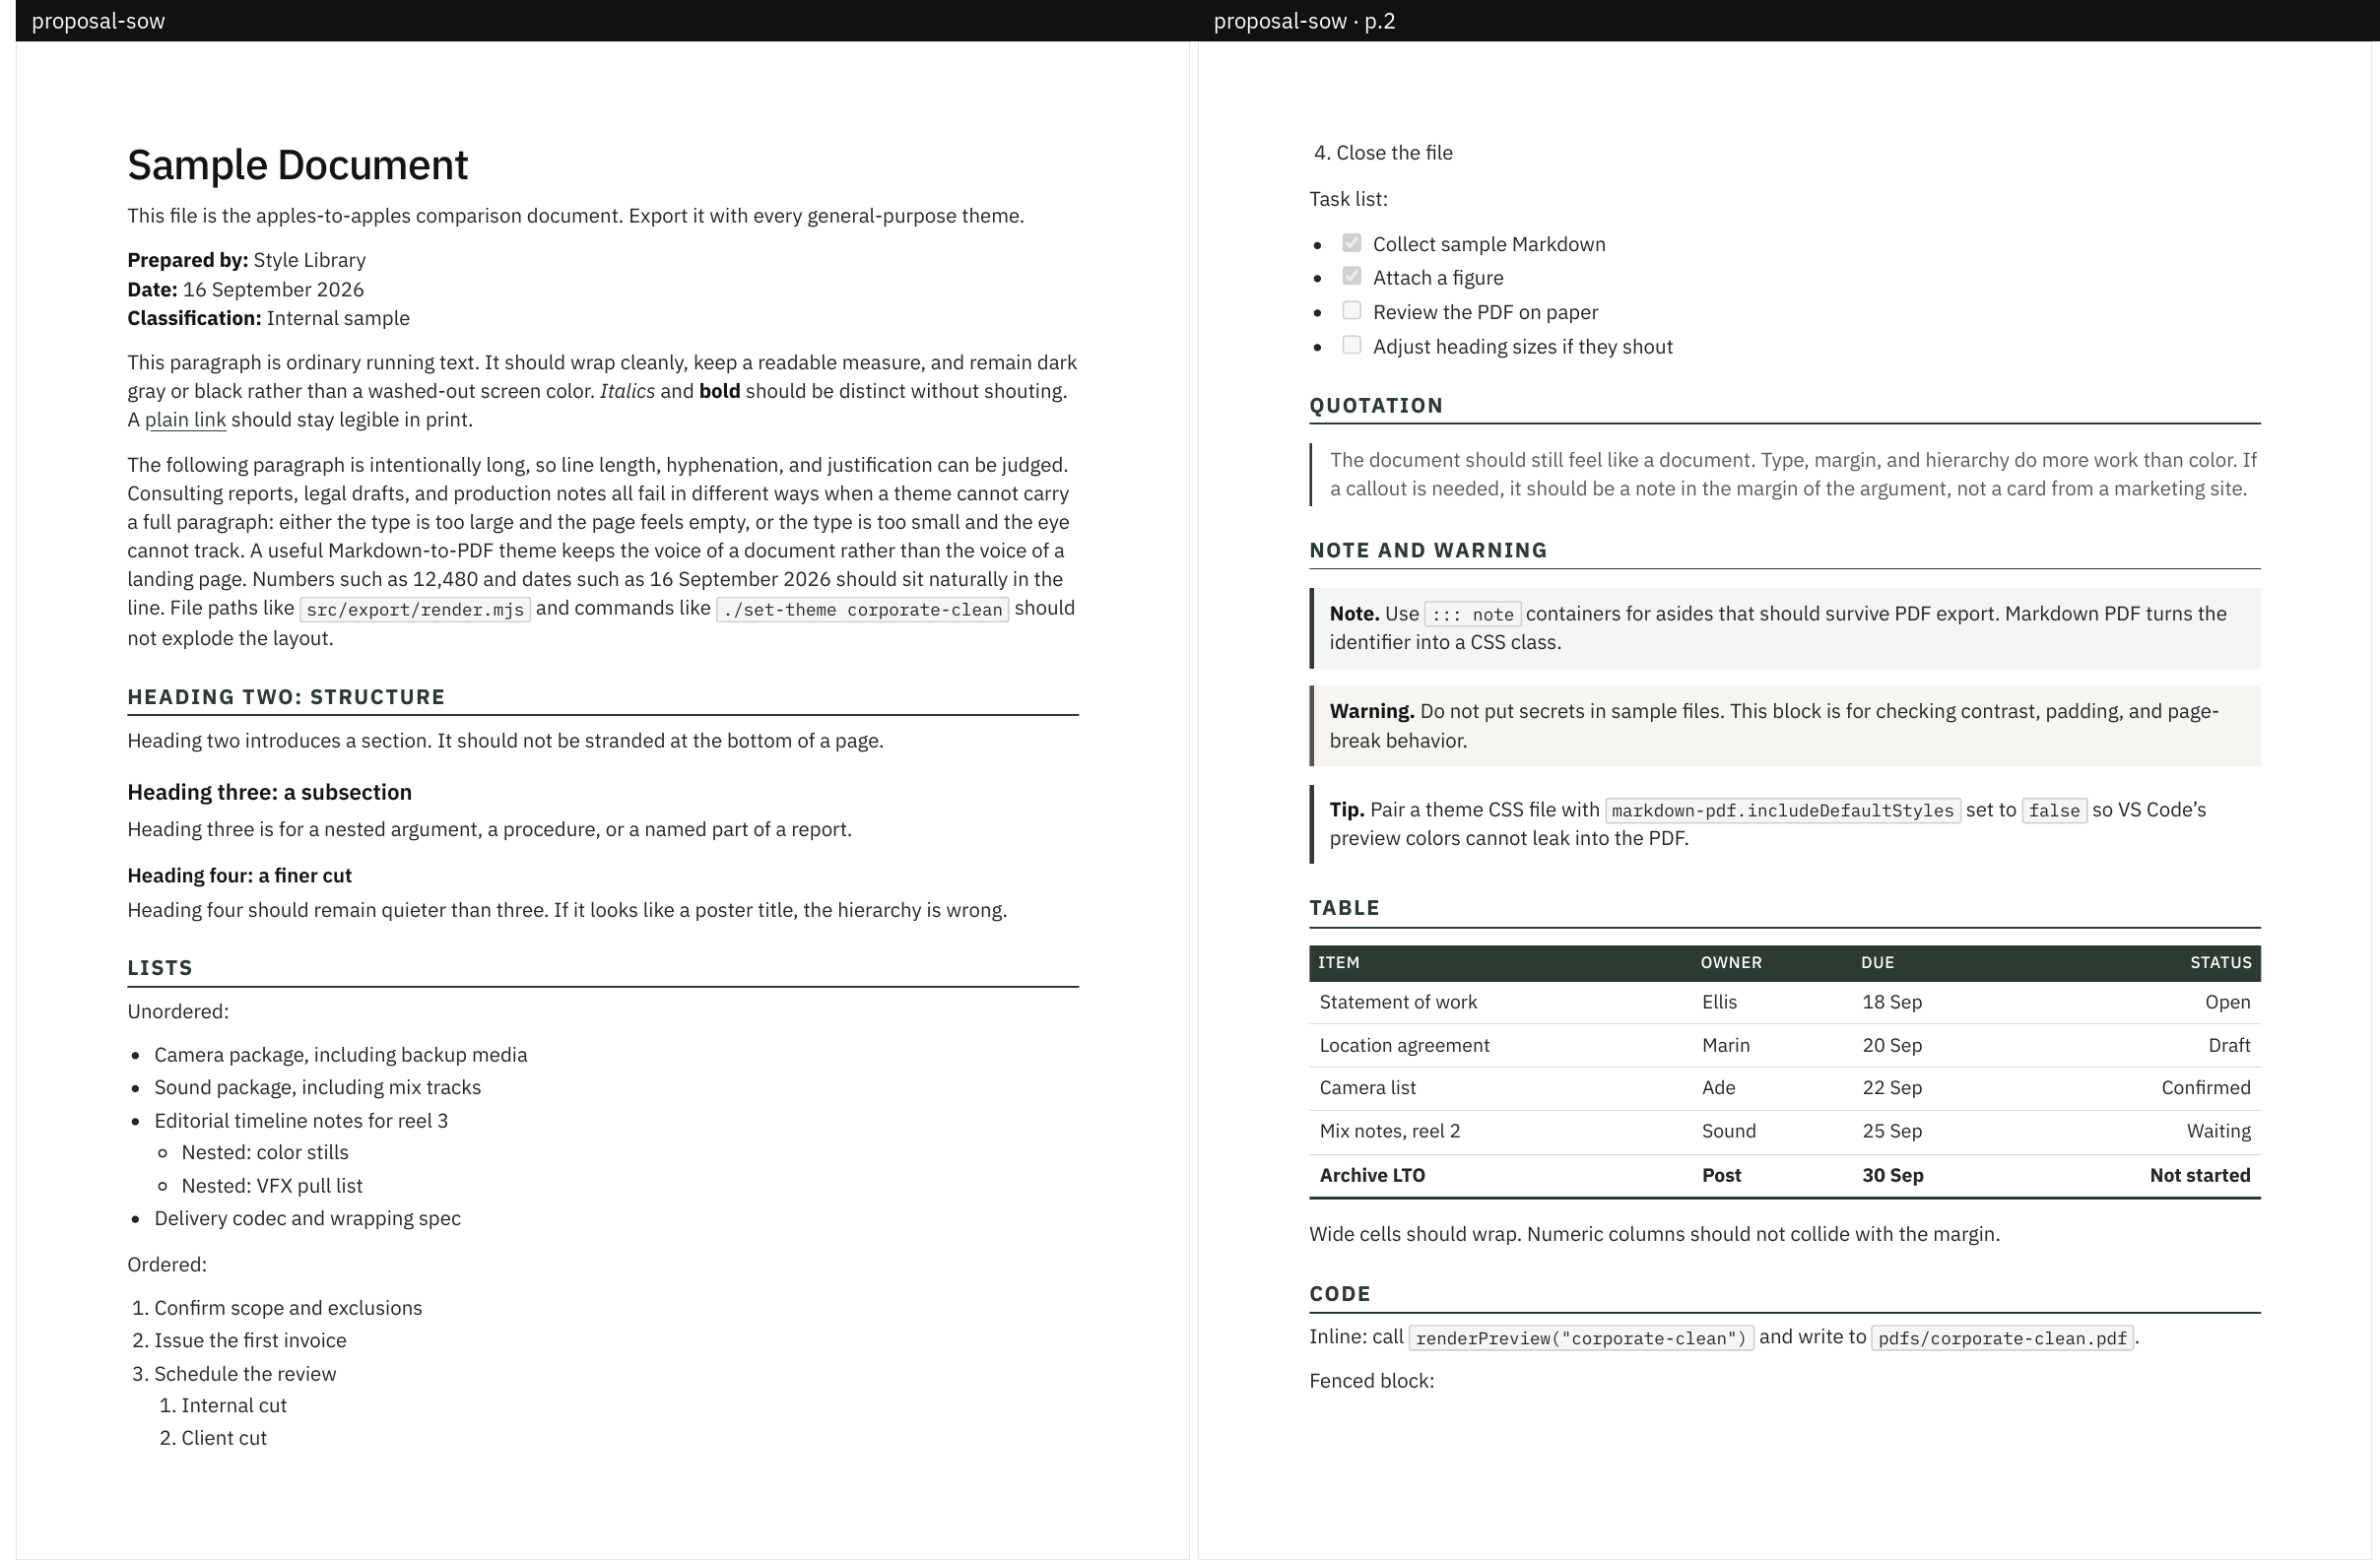 proposal-sow
Sample Document
This file is the apples-to-apples comparison document. Export it with every general-purpose theme.
Prepared by: Style Library
Date: 16 September 2026
Classification: Internal sample
This paragraph is ordinary running text. It should wrap cleanly, keep a readable measure, and remain dark
gray or black rather than a washed-out screen color. Italics and bold should be distinct without shouting.
A plain link should stay legible in print.
The following paragraph is intentionally long, so line length, hyphenation, and justification can be judged.
Consulting reports, legal drafts, and production notes all fail in different ways when a theme cannot carry
a full paragraph: either the type is too large and the page feels empty, or the type is too small and the eye
cannot track. A useful Markdown-to-PDF theme keeps the voice of a document rather than the voice of a
landing page. Numbers such as 12,480 and dates such as 16 September 2026 should sit naturally in the
line. File paths like src/export/render.mjs and commands like ./set-theme corporate-clean should
not explode the layout.
HEADING TWO: STRUCTURE
Heading two introduces a section. It should not be stranded at the bottom of a page.
Heading three: a subsection
Heading three is for a nested argument, a procedure, or a named part of a report.
Heading four: a finer cut
Heading four should remain quieter than three. If it looks like a poster title, the hierarchy is wrong.
LISTS
Unordered:
• Camera package, including backup media
• Sound package, including mix tracks
• Editorial timeline notes for reel 3
◦ Nested: color stills
◦ Nested: VFX pull list
• Delivery codec and wrapping spec
Ordered:
1. Confirm scope and exclusions
2. Issue the first invoice
3. Schedule the review
1. Internal cut
2. Client cut
proposal-sow · p.2
4. Close the file
Task list:
• Collect sample Markdown
• Attach a figure
• Review the PDF on paper
• Adjust heading sizes if they shout
QUOTATION
The document should still feel like a document. Type, margin, and hierarchy do more work than color. If
a callout is needed, it should be a note in the margin of the argument, not a card from a marketing site.
NOTE AND WARNING
Note. Use ::: note containers for asides that should survive PDF export. Markdown PDF turns the
identifier into a CSS class.
Warning. Do not put secrets in sample files. This block is for checking contrast, padding, and page-
break behavior.
Tip. Pair a theme CSS file with markdown-pdf.includeDefaultStyles set to false so VS Code’s
preview colors cannot leak into the PDF.
TABLE
ITEM OWNER DUE STATUS
Statement of work Ellis 18 Sep Open
Location agreement Marin 20 Sep Draft
Camera list Ade 22 Sep Confirmed
Mix notes, reel 2 Sound 25 Sep Waiting
Archive LTO Post 30 Sep Not started
Wide cells should wrap. Numeric columns should not collide with the margin.
CODE
Inline: call renderPreview("corporate-clean") and write to pdfs/corporate-clean.pdf.
Fenced block: